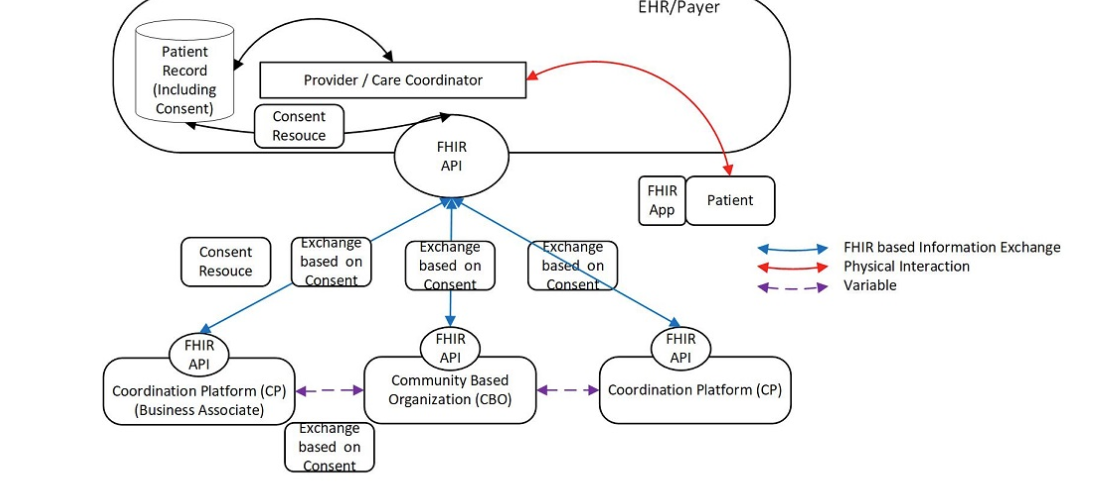 EHR/Payer
Patient
Record
(Including
Consent)
Provider / Care Coordinator
Consent
Resouce
FHIR
API
FHIR
App
Patient
Consent
Resouce
Exchange
based on
Consent
Exchange
based on
Consent
Exchange
based on
Consent
FHIR based Information Exchange
Physical Interaction
Variable
FHIR
API
Coordination Platform (CP)
(Business Associate)
FHIR
API
Community Based
Organization (CBO)
FHIR
API
Coordination Platform (CP)
Exchange
based on
Consent